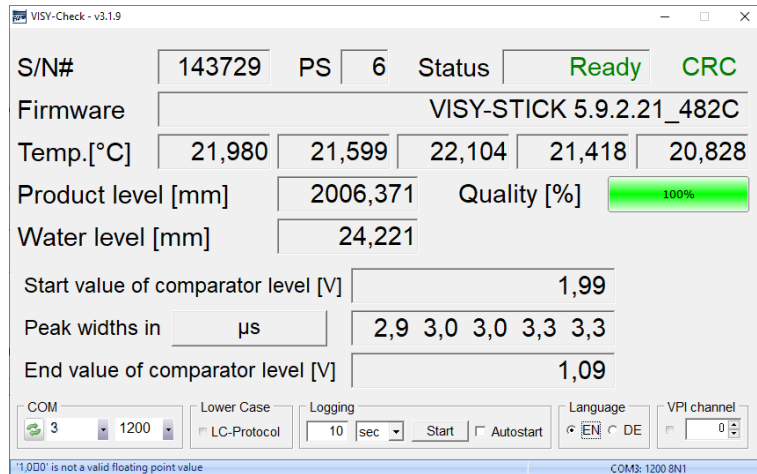 VISY-Check - v3.1.9
S/N# 143729 PS 6 Status Ready CRC
Firmware VISY-STICK 5.9.2.21_482C
Temp.[°C] 21,980 21,599 22,104 21,418 20,828
Product level [mm] 2006,371 Quality [%] 100%
Water level [mm] 24,221
Start value of comparator level [V] 1,99
Peak widths in µs 2,9 3,0 3,0 3,3 3,3
End value of comparator level [V] 1,09
COM Lower Case Logging Language VPI channel
3 1200 LC-Protocol 10 sec Start Autostart EN DE 0
'1,0▯0' is not a valid floating point value COM3: 1200 8N1